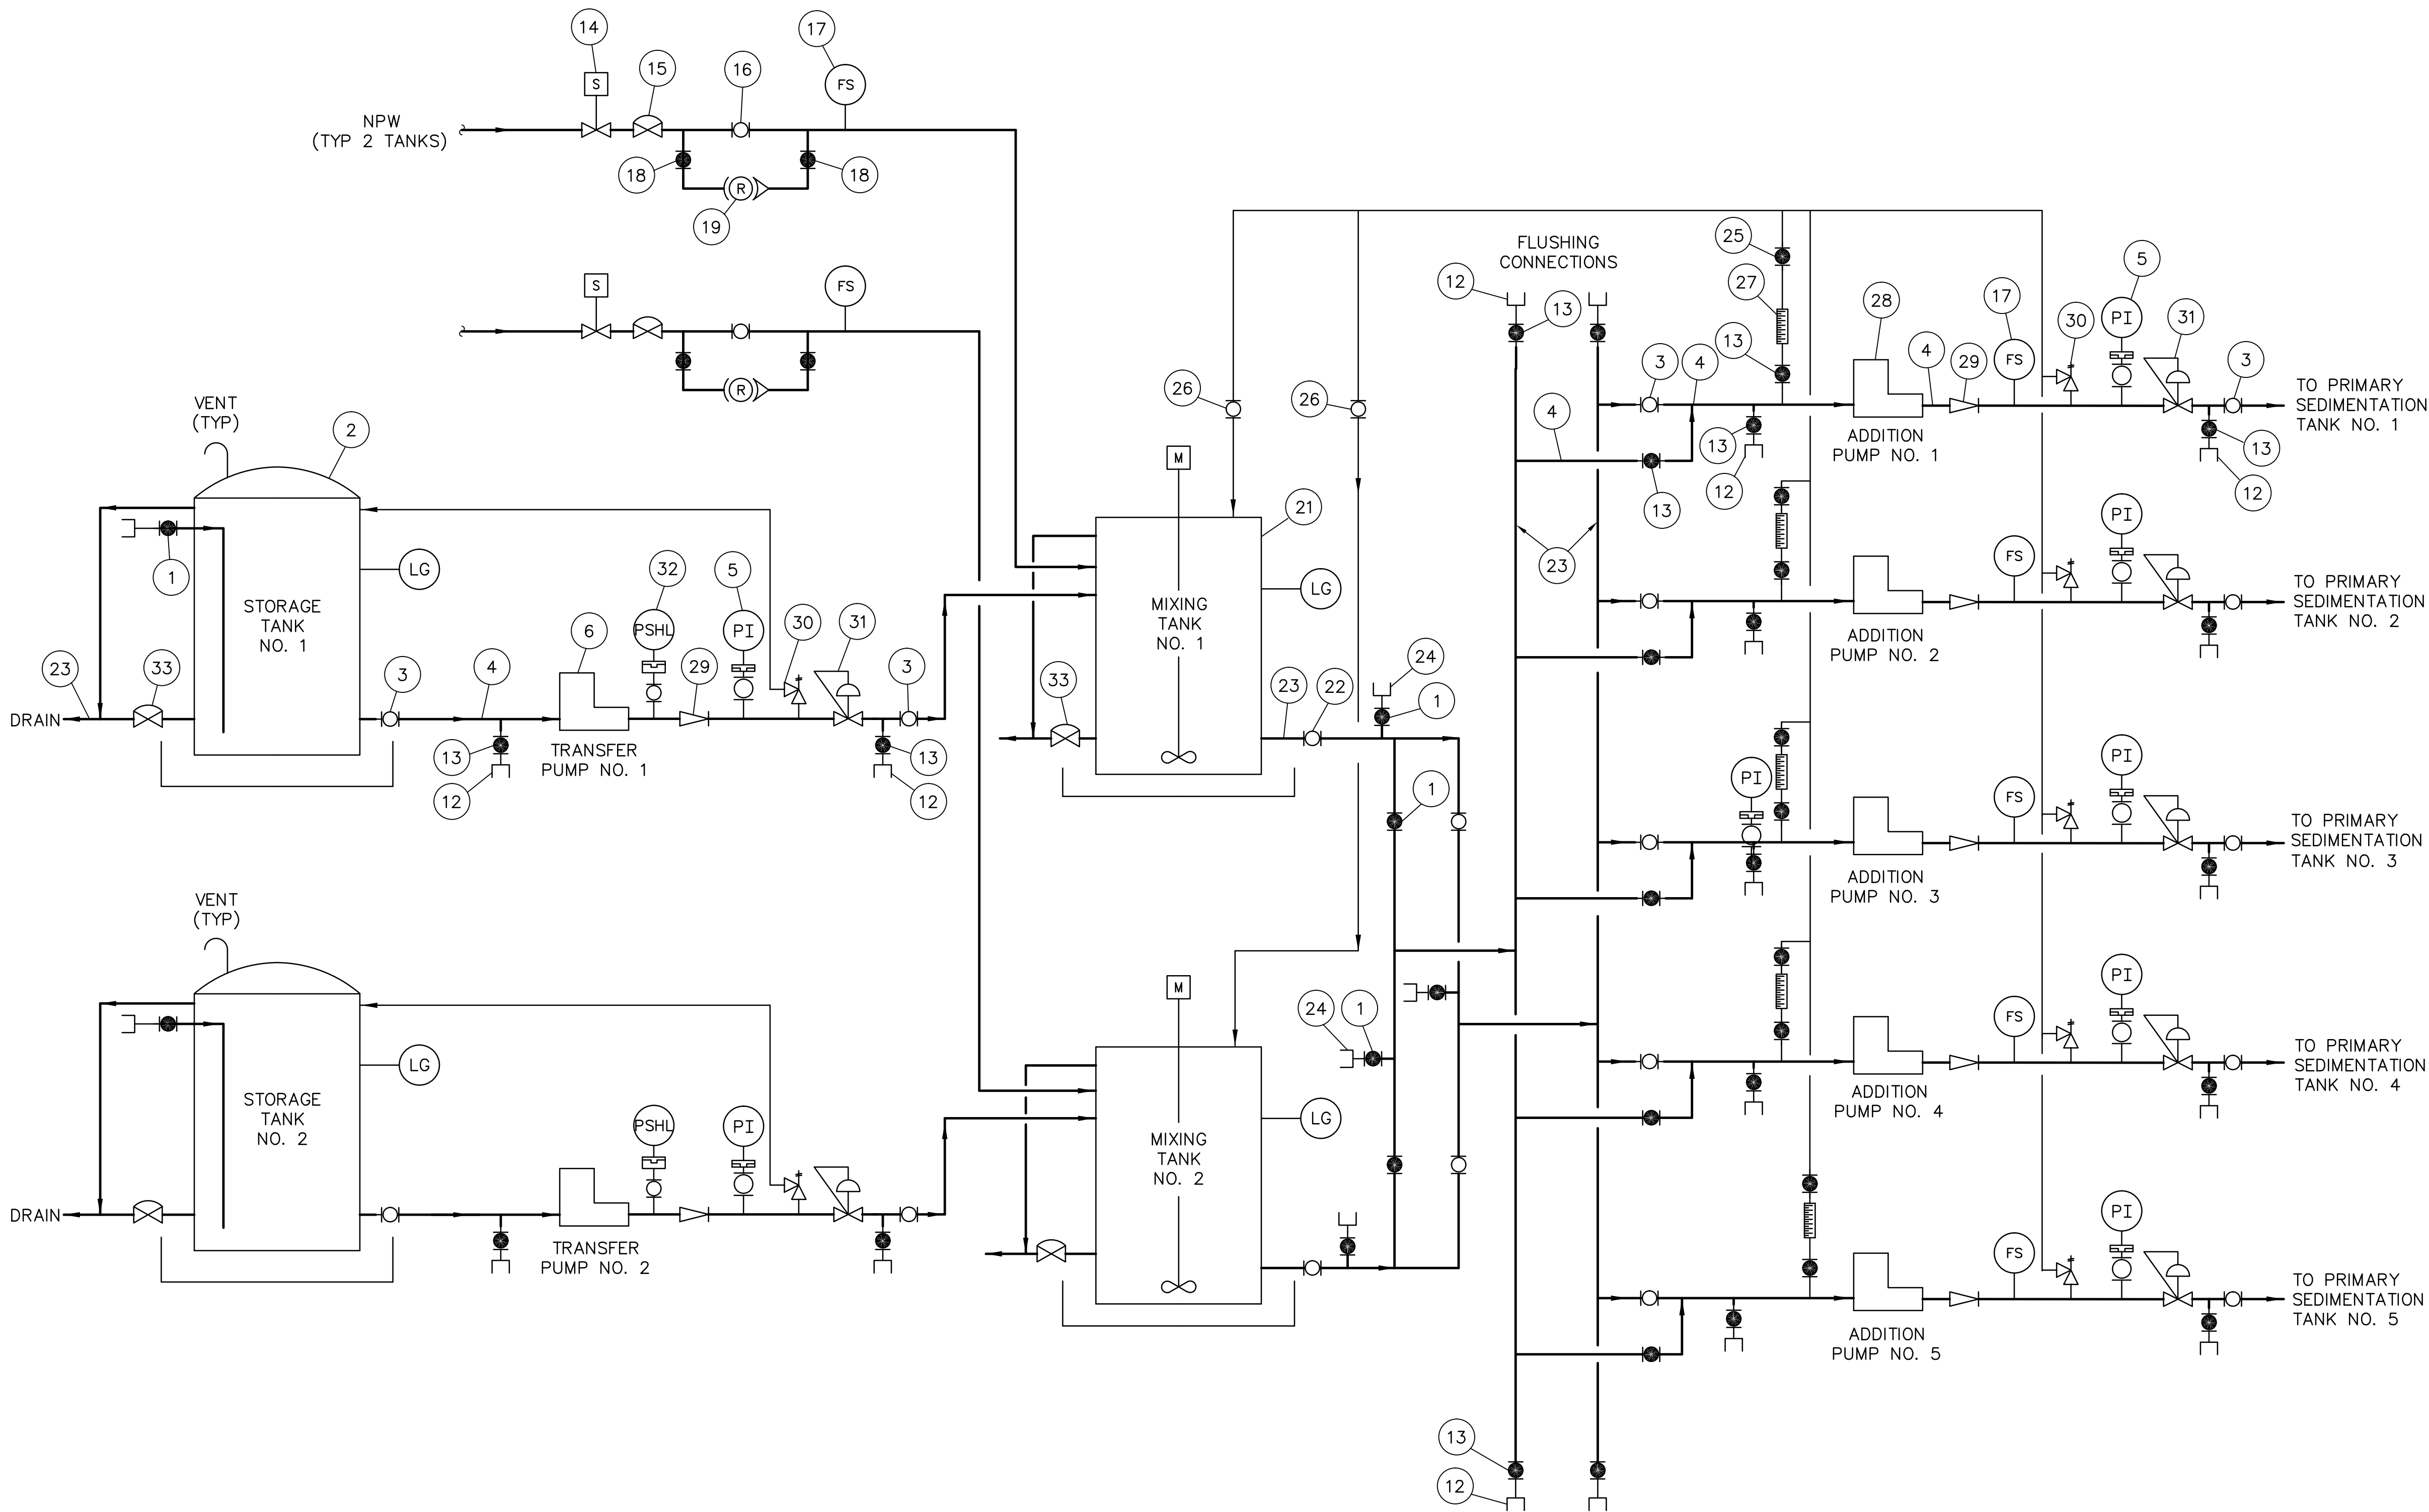 14
15
16
17
S
FS
NPW
(TYP 2 TANKS)
18
R
18
19
S
FS
R
VENT
(TYP)
2
1
LG
STORAGE
TANK
NO. 1
23
33
DRAIN
3
4
6
32
PSHL
5
PI
29
30
31
3
13
12
TRANSFER
PUMP NO. 1
13
12
VENT
(TYP)
LG
STORAGE
TANK
NO. 2
DRAIN
PSHL
PI
TRANSFER
PUMP NO. 2
26
26
M
21
MIXING
TANK
NO. 1
LG
33
23
22
24
1
1
M
24
1
MIXING
TANK
NO. 2
LG
FLUSHING
CONNECTIONS
12
13
4
23
13
12
3
4
13
25
27
13
13
12
28
ADDITION
PUMP NO. 1
4
29
17
FS
30
5
PI
31
3
13
12
TO PRIMARY
SEDIMENTATION
TANK NO. 1
ADDITION
PUMP NO. 2
FS
PI
TO PRIMARY
SEDIMENTATION
TANK NO. 2
PI
ADDITION
PUMP NO. 3
FS
PI
TO PRIMARY
SEDIMENTATION
TANK NO. 3
ADDITION
PUMP NO. 4
FS
PI
TO PRIMARY
SEDIMENTATION
TANK NO. 4
ADDITION
PUMP NO. 5
FS
PI
TO PRIMARY
SEDIMENTATION
TANK NO. 5